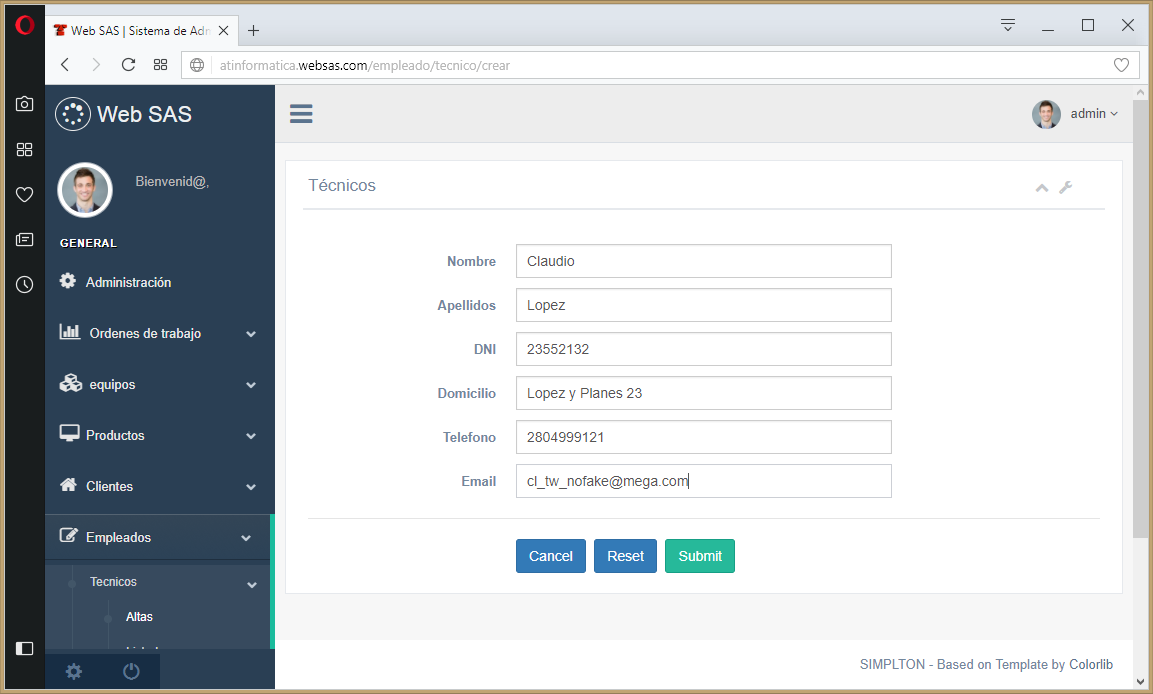 Web SAS | Sistema de Adm
atinformatica.websas.com/empleado/tecnico/crear
Web SAS
admin
Bienvenid@,
GENERAL
Administración
Ordenes de trabajo
equipos
Productos
Clientes
Empleados
Tecnicos
Altas
Técnicos
Nombre Claudio
Apellidos Lopez
DNI 23552132
Domicilio Lopez y Planes 23
Telefono 2804999121
Email cl_tw_nofake@mega.com
Cancel Reset Submit
SIMPLTON - Based on Template by Colorlib